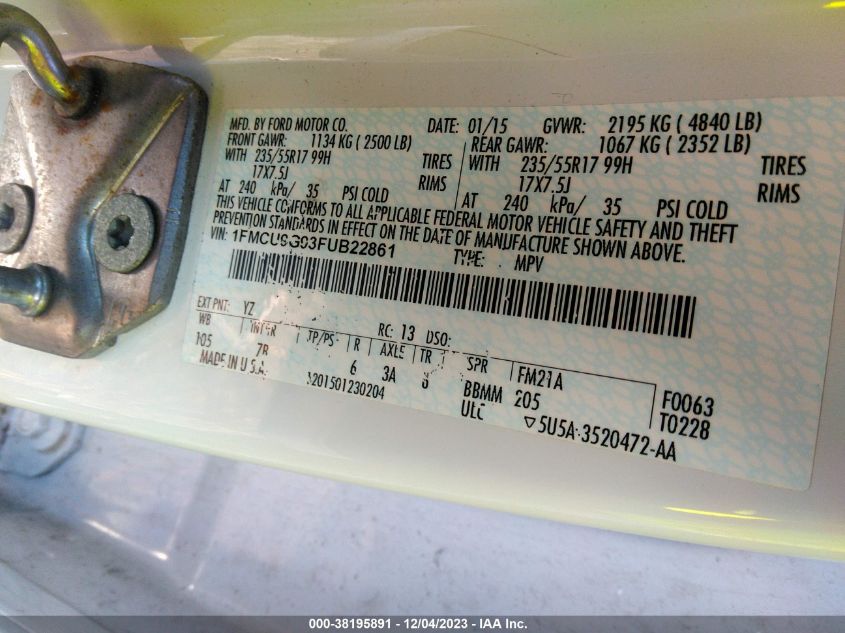 MFD. BY FORD MOTOR CO. DATE: 01/15 GVWR: 2195 KG ( 4840 LB)
FRONT GAWR: 1134 KG ( 2500 LB) REAR GAWR: 1067 KG ( 2352 LB)
WITH 235/55R17 99H TIRES WITH 235/55R17 99H TIRES
17X7.5J RIMS 17X7.5J RIMS
AT 240 kPa/ 35 PSI COLD AT 240 kPa/ 35 PSI COLD
THIS VEHICLE CONFORMS TO ALL APPLICABLE FEDERAL MOTOR VEHICLE SAFETY AND THEFT
PREVENTION STANDARDS IN EFFECT ON THE DATE OF MANUFACTURE SHOWN ABOVE.
VIN: 1FMCU9G93FUB22861 TYPE: MPV
EXT PNT: YZ RC: 13 DSO:
WB INT TR TP/PS R AXLE TR SPR FM21A F0063
105 7B 6 3A BBMM 205 T0228
MADE IN U.S.A. ULC ▽5U5A-3520472-AA
000-38195891 - 12/04/2023 - IAA Inc.